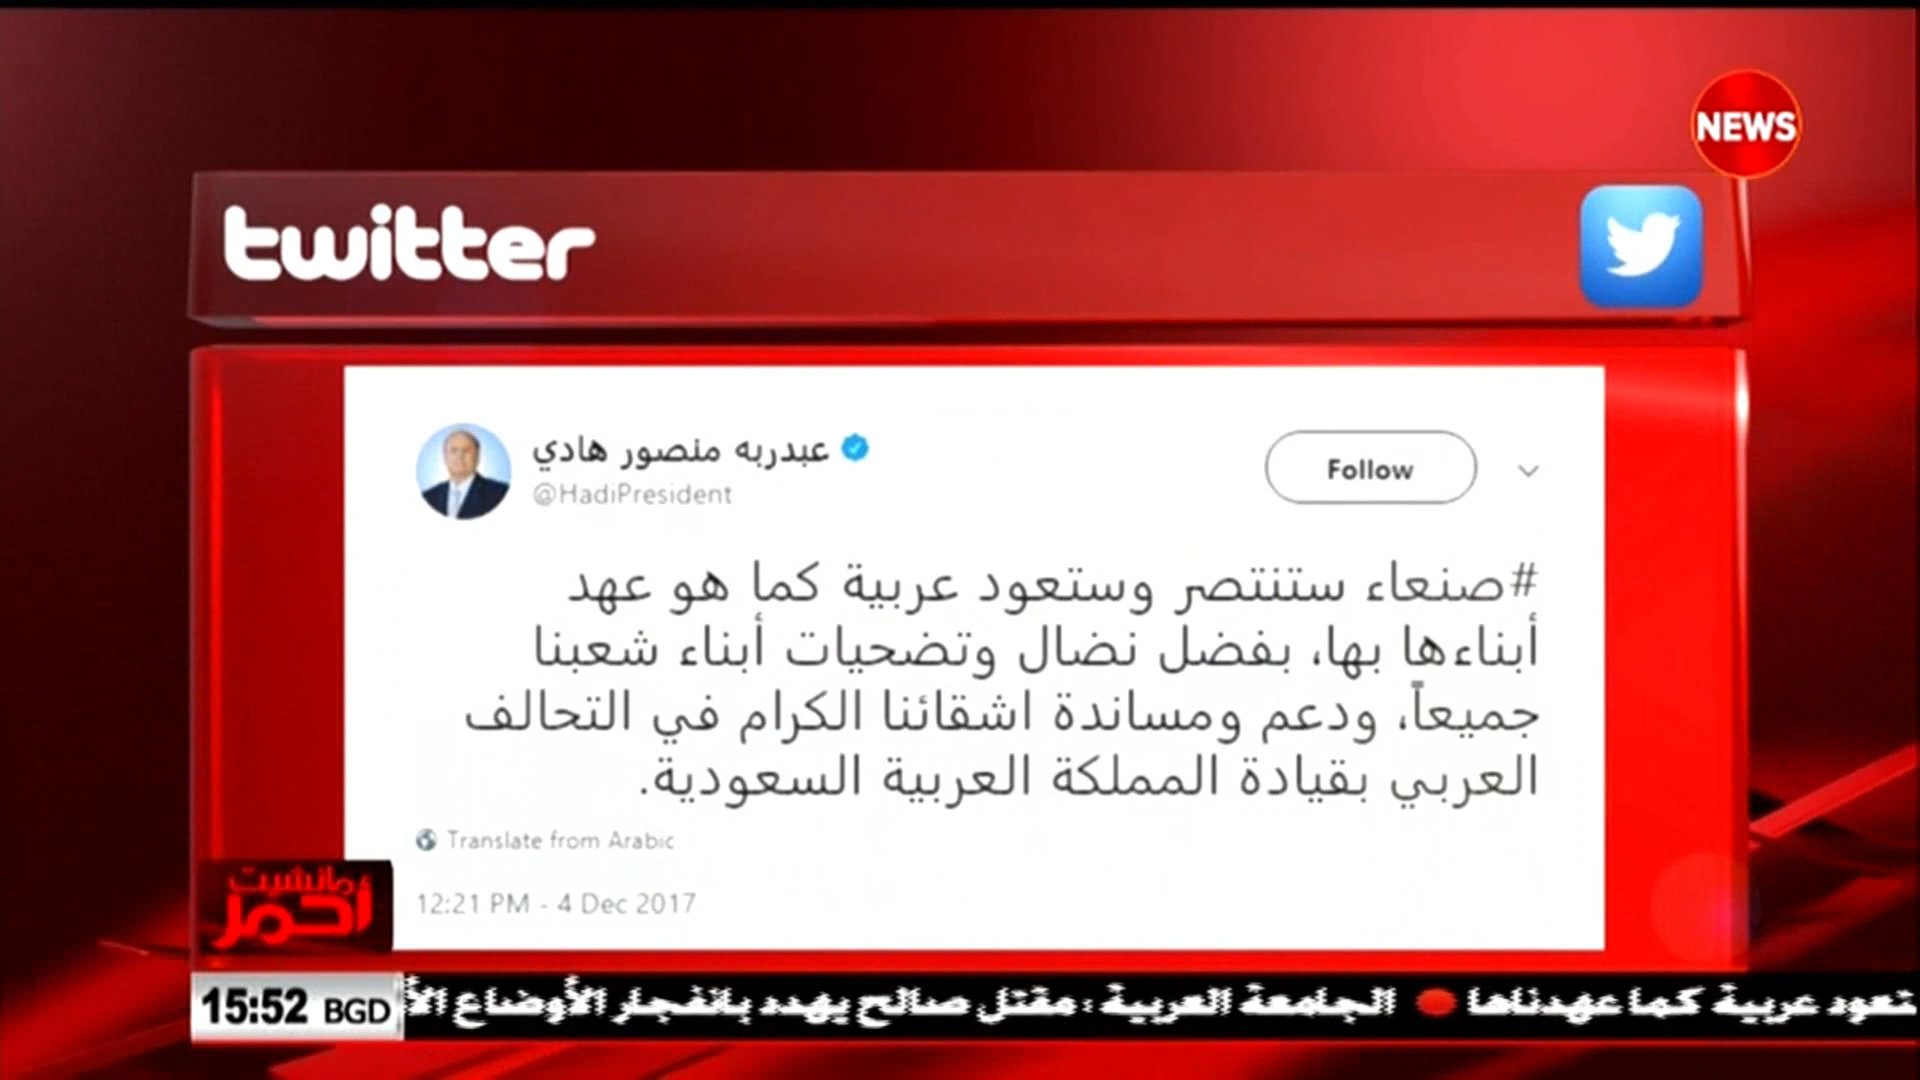 NEWS
twitter
عبدربه منصور هادي
@HadiPresident
Follow
#صنعاء ستنتصر وستعود عربية كما هو عهد
أبناءها بها، بفضل نضال وتضحيات أبناء شعبنا
جميعاً، ودعم ومساندة اشقائنا الكرام في التحالف
العربي بقيادة المملكة العربية السعودية.
Translate from Arabic
12:21 PM - 4 Dec 2017
مانشيت
أحمر
15:52 BGD
تعود عربية كما عهدناها الجامعة العربية : مقتل صالح يهدد بانفجار الأوضاع الأ